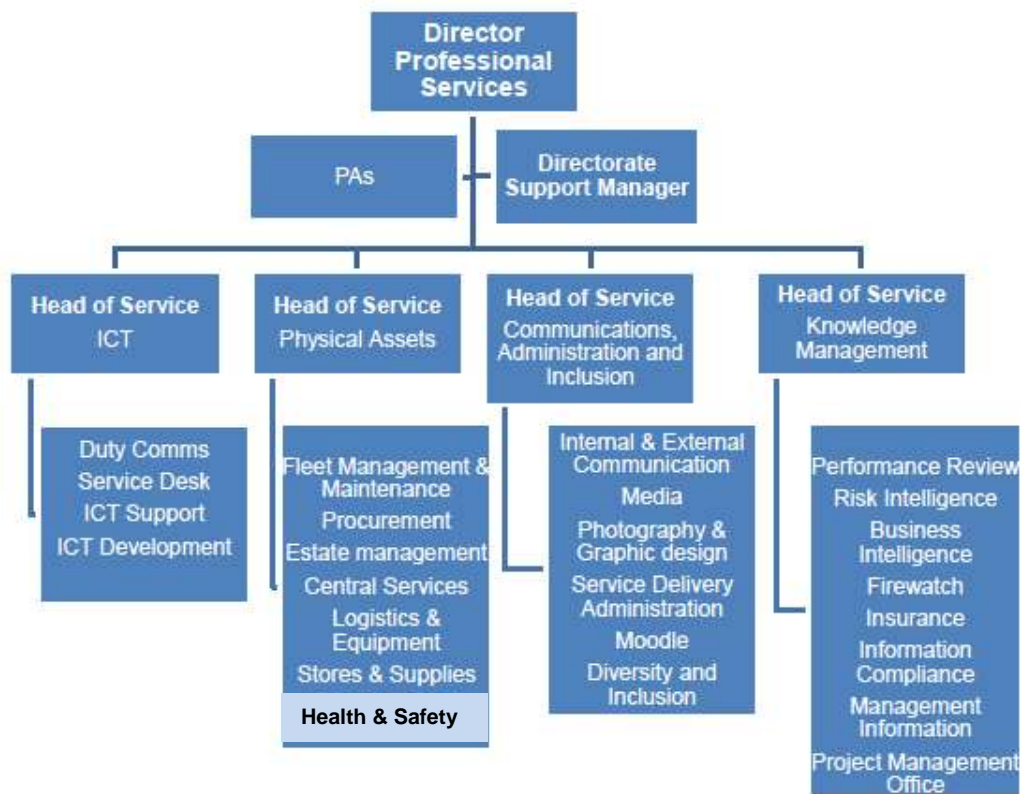 Director
Professional
Services
PAs
Directorate
Support Manager
Head of Service
ICT
Head of Service
Physical Assets
Head of Service
Communications,
Administration and
Inclusion
Head of Service
Knowledge
Management
Duty Comms
Service Desk
ICT Support
ICT Development
Fleet Management &
Maintenance
Procurement
Estate management
Central Services
Logistics &
Equipment
Stores & Supplies
Health & Safety
Internal & External
Communication
Media
Photography &
Graphic design
Service Delivery
Administration
Moodle
Diversity and
Inclusion
Performance Review
Risk Intelligence
Business
Intelligence
Firewatch
Insurance
Information
Compliance
Management
Information
Project Management
Office